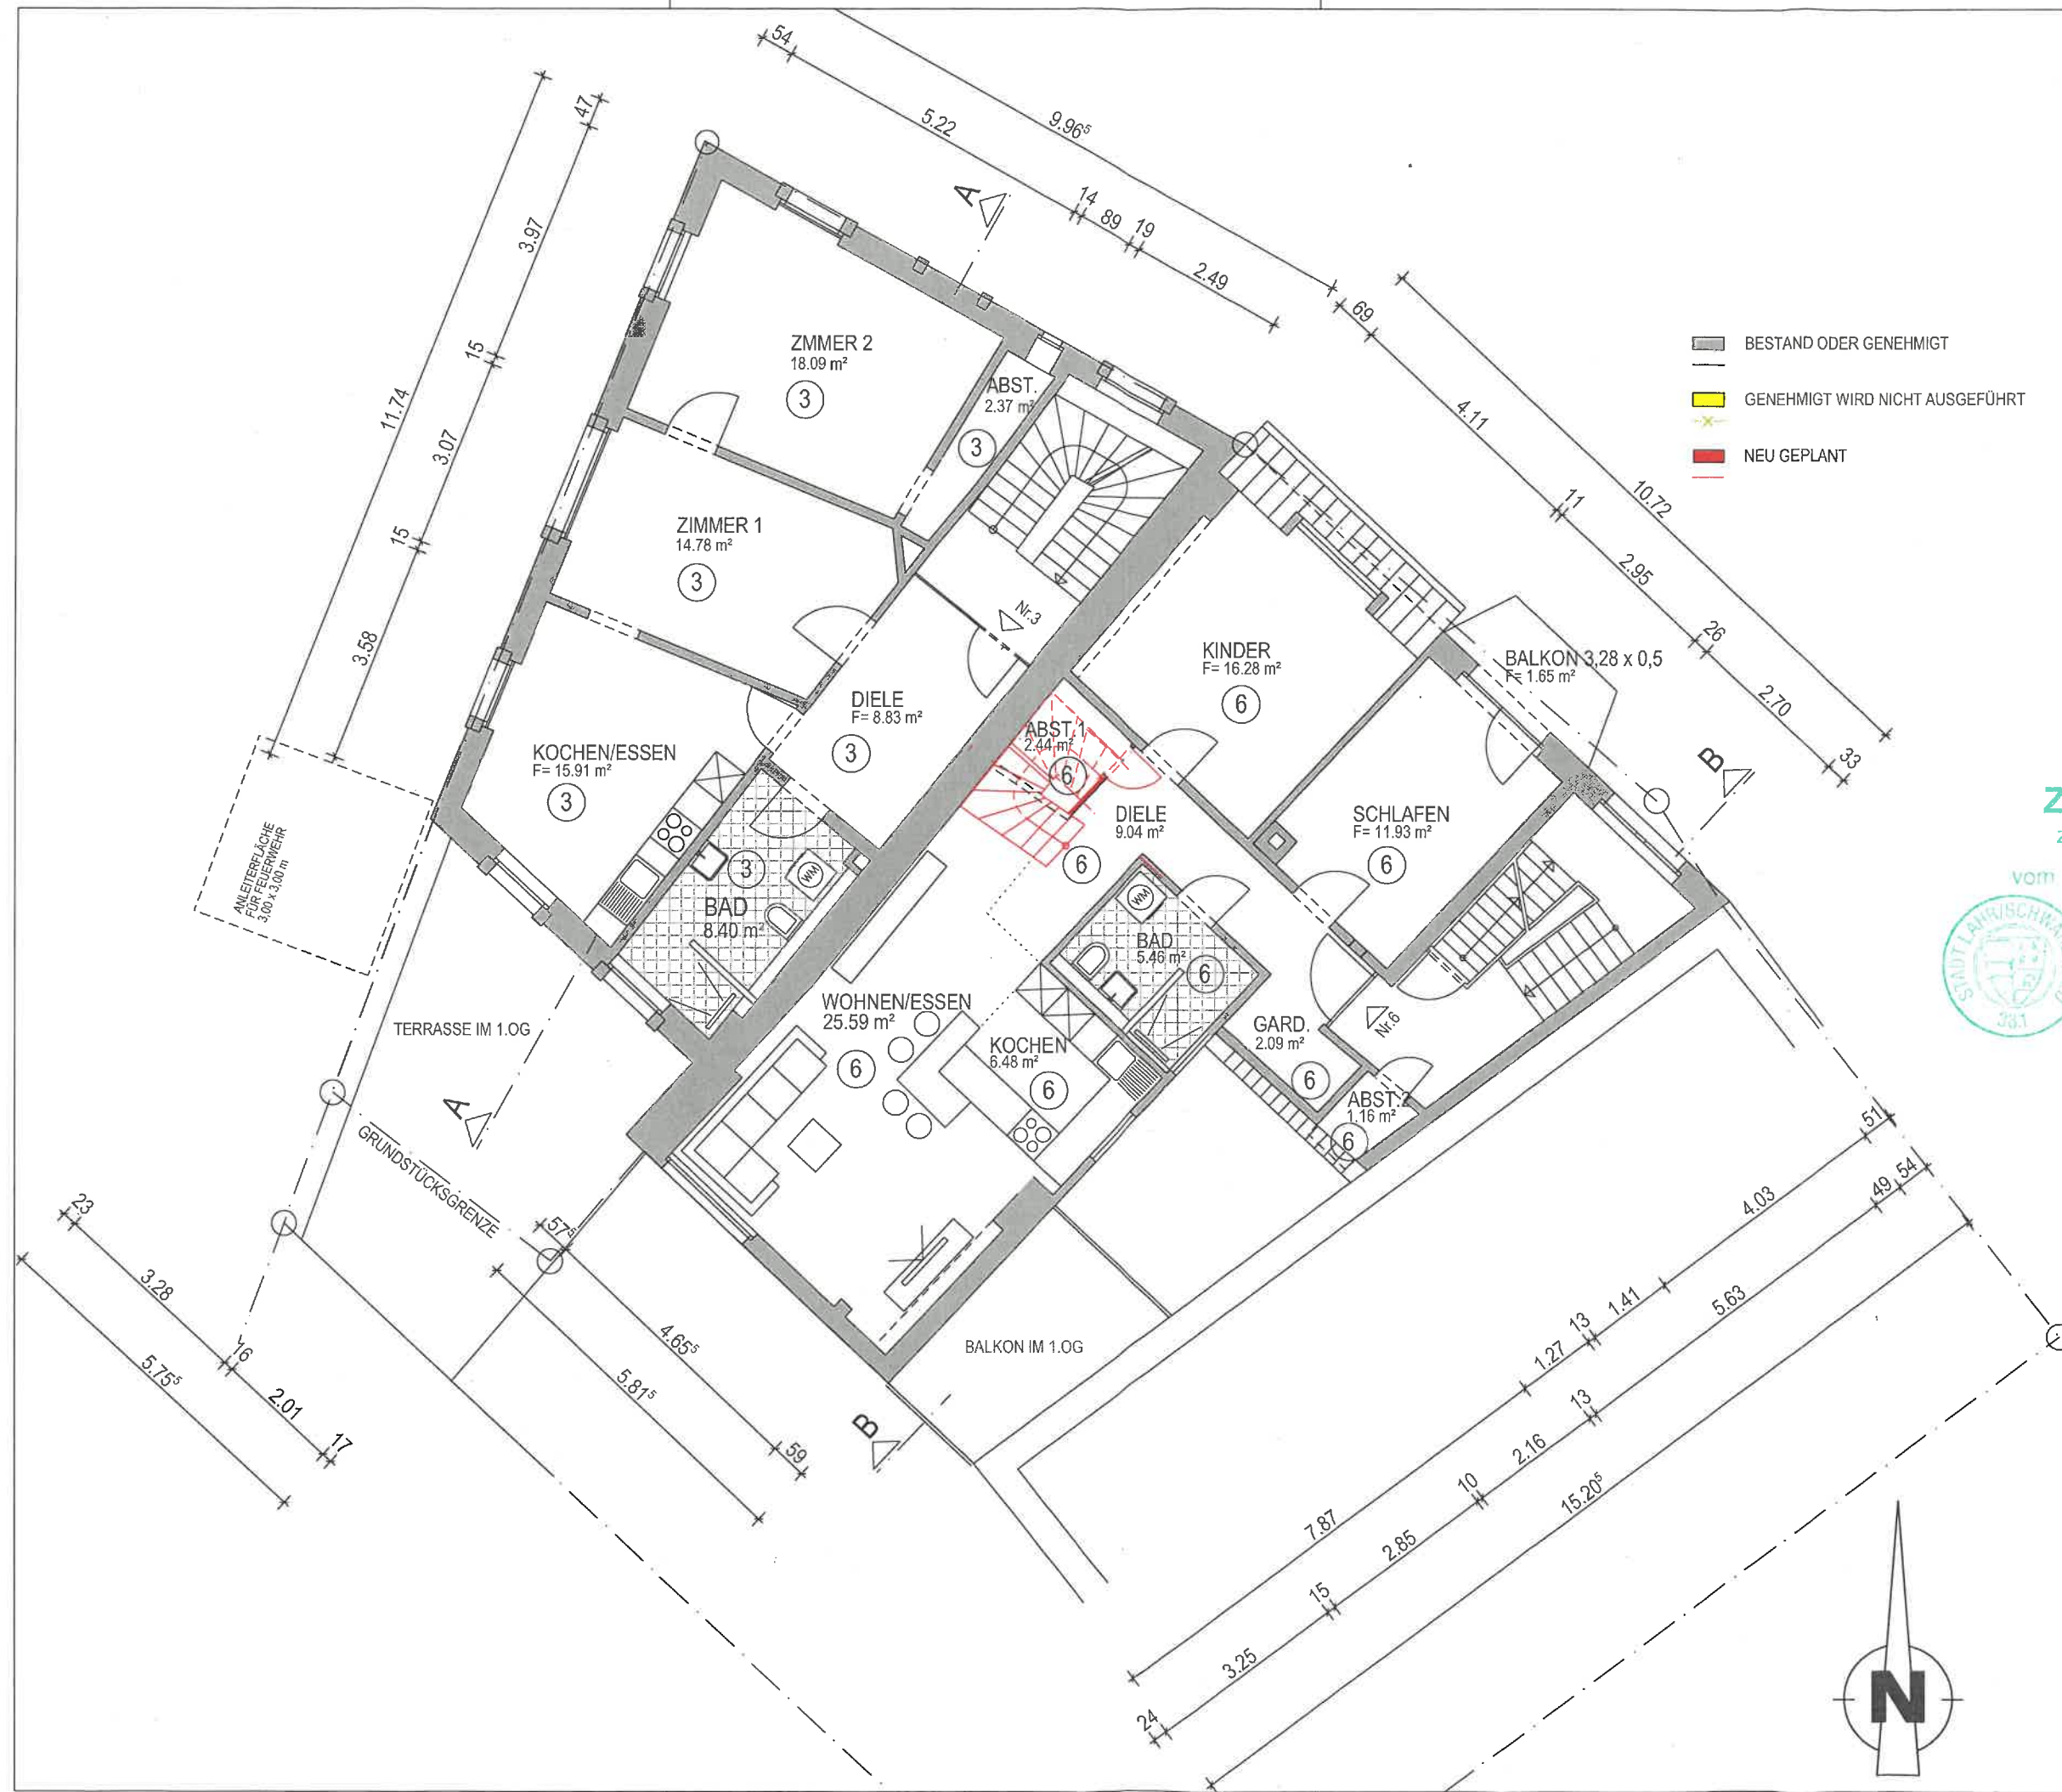 54
5.22
9.96⁵
14
89
19
2.49
47
3.97
11.74
15
3.07
15
3.58
69
4.11
11
10.72
2.95
26
2.70
33
A
ZMMER 2
18.09 m²
3
ABST.
2.37 m²
3
ZIMMER 1
14.78 m²
3
Nr.3
DIELE
F= 8.83 m²
3
KOCHEN/ESSEN
F= 15.91 m²
3
BAD
8.40 m²
3
WM
ANLEITERFLÄCHE
FÜR FEUERWEHR
3,00 x 3,00 m
BESTAND ODER GENEHMIGT
GENEHMIGT WIRD NICHT AUSGEFÜHRT
NEU GEPLANT
KINDER
F= 16.28 m²
6
BALKON 3,28 x 0,5
F= 1.65 m²
B
ABST.1
2.44 m²
6
DIELE
9.04 m²
6
SCHLAFEN
F= 11.93 m²
6
WM
BAD
5.46 m²
6
WOHNEN/ESSEN
25.59 m²
6
KOCHEN
6.48 m²
6
GARD.
2.09 m²
6
Nr.6
ABST.2
1.16 m²
6
TERRASSE IM 1.OG
A
GRUNDSTÜCKSGRENZE
BALKON IM 1.OG
B
Z
vom
STADT LAHR/SCHWA
331
23
3.28
16
2.01
17
5.75⁵
57⁵
4.65⁵
59
5.81⁵
51
4.03
1.41
13
1.27
7.87
54
49
5.63
13
2.16
10
2.85
15
3.25
24
15.20⁵
N